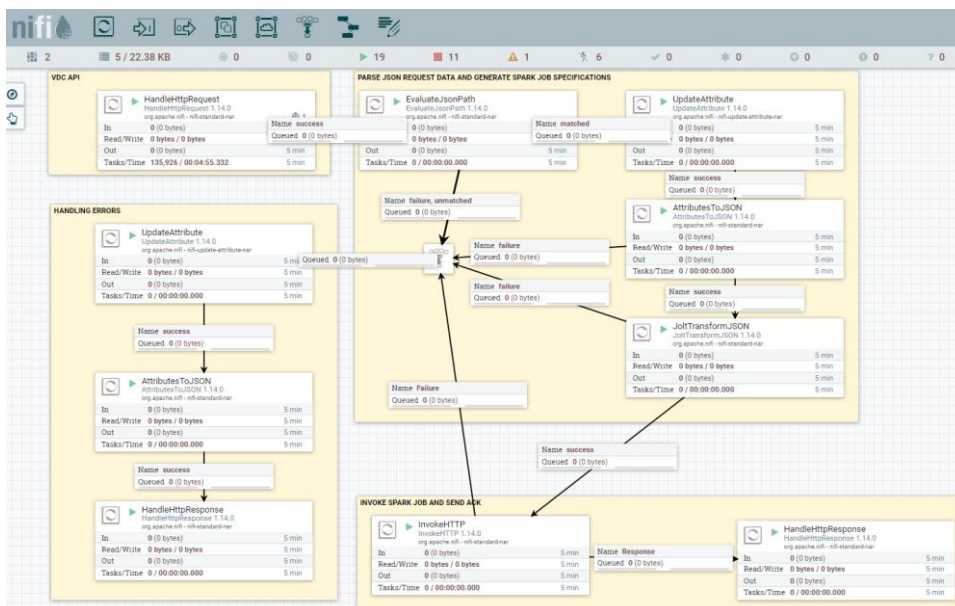 nifi
2
5 / 22.38 KB
0
0
19
11
1
6
0
0
0
0
? 0
VDC API
HandleHttpRequest
HandleHttpRequest 1.14.0
org.apache.nifi - nifi-standard-nar
In 0 (0 bytes)
Read/Write 0 bytes / 0 bytes
Out 0 (0 bytes) 5 min
Tasks/Time 135,926 / 00:04:55.332 5 min
Name success
Queued 0 (0 bytes)
PARSE JSON REQUEST DATA AND GENERATE SPARK JOB SPECIFICATIONS
EvaluateJsonPath
EvaluateJsonPath 1.14.0
org.apache.nifi - nifi-standard-nar
0 (0 bytes)
0 bytes / 0 bytes
Out 0 (0 bytes) 5 min
Tasks/Time 0 / 00:00:00.000 5 min
Name matched
Queued 0 (0 bytes)
UpdateAttribute
UpdateAttribute 1.14.0
org.apache.nifi - nifi-update-attribute-nar
0 (0 bytes) 5 min
0 bytes / 0 bytes 5 min
Out 0 (0 bytes) 5 min
Tasks/Time 0 / 00:00:00.000 5 min
Name failure, unmatched
Queued 0 (0 bytes)
Name success
Queued 0 (0 bytes)
AttributesToJSON
AttributesToJSON 1.14.0
org.apache.nifi - nifi-standard-nar
In 0 (0 bytes) 5 min
Read/Write 0 bytes / 0 bytes 5 min
Out 0 (0 bytes) 5 min
Tasks/Time 0 / 00:00:00.000 5 min
Name failure
Queued 0 (0 bytes)
Name failure
Queued 0 (0 bytes)
Name success
Queued 0 (0 bytes)
JoltTransformJSON
JoltTransformJSON 1.14.0
org.apache.nifi - nifi-standard-nar
In 0 (0 bytes) 5 min
Read/Write 0 bytes / 0 bytes 5 min
Out 0 (0 bytes) 5 min
Tasks/Time 0 / 00:00:00.000 5 min
HANDLING ERRORS
UpdateAttribute
UpdateAttribute 1.14.0
org.apache.nifi - nifi-update-attribute-nar
In 0 (0 bytes)
Read/Write 0 bytes / 0 bytes 5 min
Out 0 (0 bytes) 5 min
Tasks/Time 0 / 00:00:00.000 5 min
Queued 0 (0 bytes)
Name success
Queued 0 (0 bytes)
AttributesToJSON
AttributesToJSON 1.14.0
org.apache.nifi - nifi-standard-nar
In 0 (0 bytes) 5 min
Read/Write 0 bytes / 0 bytes 5 min
Out 0 (0 bytes) 5 min
Tasks/Time 0 / 00:00:00.000 5 min
Name success
Queued 0 (0 bytes)
HandleHttpResponse
HandleHttpResponse 1.14.0
org.apache.nifi - nifi-standard-nar
In 0 (0 bytes) 5 min
Read/Write 0 bytes / 0 bytes 5 min
Out 0 (0 bytes) 5 min
Tasks/Time 0 / 00:00:00.000 5 min
Name Failure
Queued 0 (0 bytes)
Name success
Queued 0 (0 bytes)
INVOKE SPARK JOB AND SEND ACK
InvokeHTTP
InvokeHTTP 1.14.0
org.apache.nifi - nifi-standard-nar
In 0 (0 bytes) 5 min
Read/Write 0 bytes / 0 bytes 5 min
Out 0 (0 bytes) 5 min
Tasks/Time 0 / 00:00:00.000 5 min
Name Response
Queued 0 (0 bytes)
HandleHttpResponse
HandleHttpResponse 1.14.0
org.apache.nifi - nifi-standard-nar
In 0 (0 bytes) 5 min
Read/Write 0 bytes / 0 bytes 5 min
Out 0 (0 bytes) 5 min
Tasks/Time 0 / 00:00:00.000 5 min